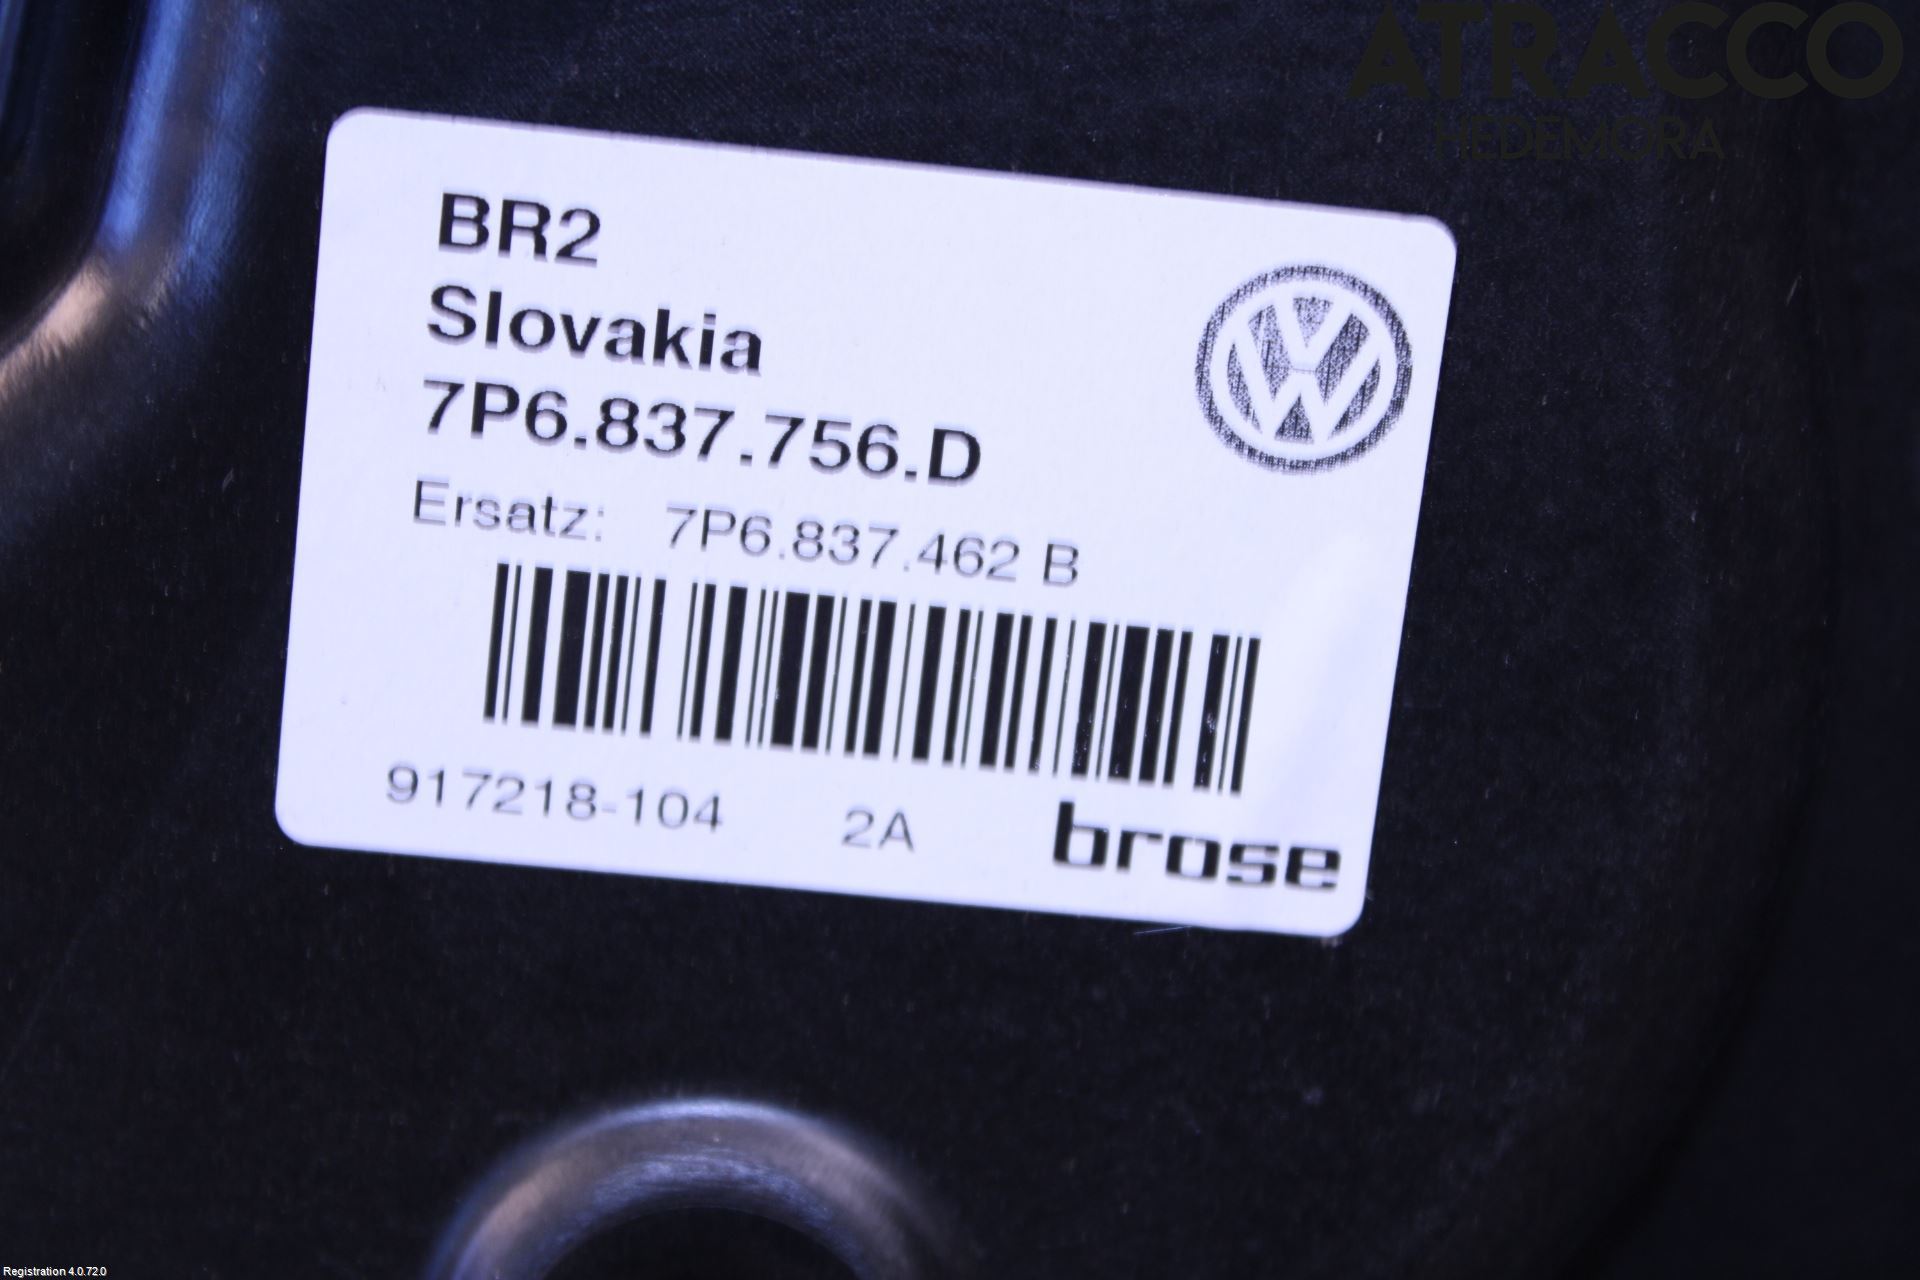 ATRACCO
HEDEMORA
BR2
Slovakia
7P6.837.756.D
Ersatz: 7P6.837.462 B
917218-104 2A brose
Registration 4.0.72.0